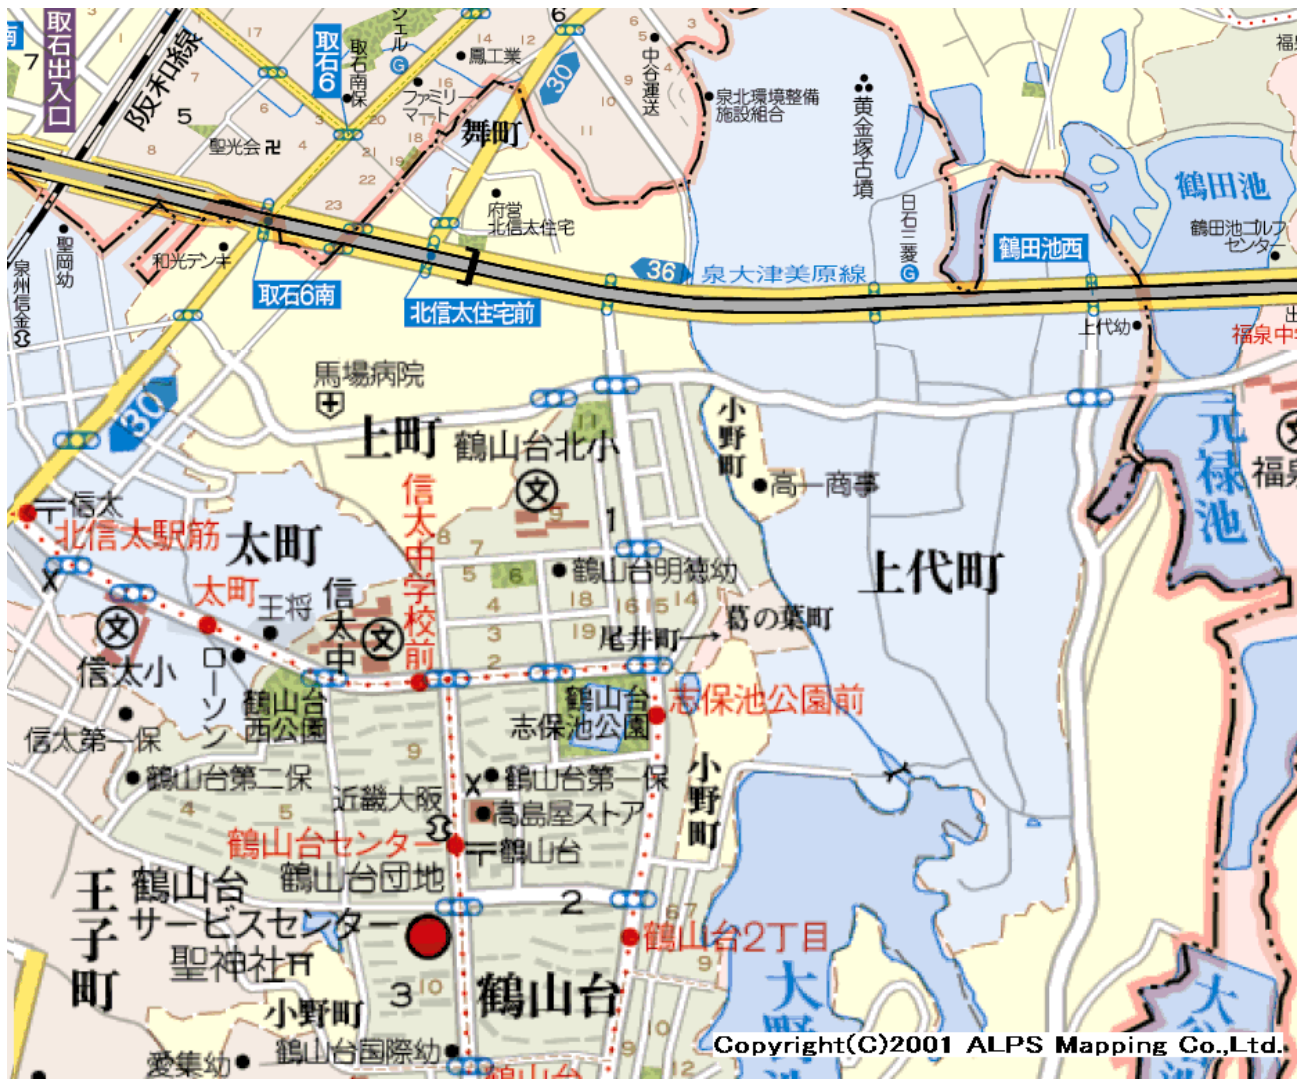 取石出入口
阪和線
取石6
取石南保
シェル
鳳工業
ファミリーマート
舞町
聖光会
中谷運送
泉北環境整備
施設組合
黄金塚古墳
鶴田池
鶴田池ゴルフ
センター
日石三菱
鶴田池西
府営
北信太住宅
聖岡幼
和光デンキ
泉州信金
取石6南
北信太住宅前
36
泉大津美原線
上代幼
30
30
馬場病院
上町
鶴山台北小
小野町
高一商事
元禄池
信太
北信太駅筋
太町
太町
王将
信太中
信太中学校前
鶴山台明徳幼
上代町
葛の葉町
尾井町
信太小
ローソン
鶴山台
西公園
鶴山台
志保池公園
志保池公園前
信太第一保
鶴山台第二保
近畿大阪
鶴山台第一保
高島屋ストア
小野町
鶴山台センター
鶴山台
鶴山台団地
王子町
鶴山台
サービスセンター
聖神社
鶴山台2丁目
鶴山台
小野町
鶴山台国際幼
愛集幼
鶴山台
大野池
Copyright(C)2001 ALPS Mapping Co.,Ltd.